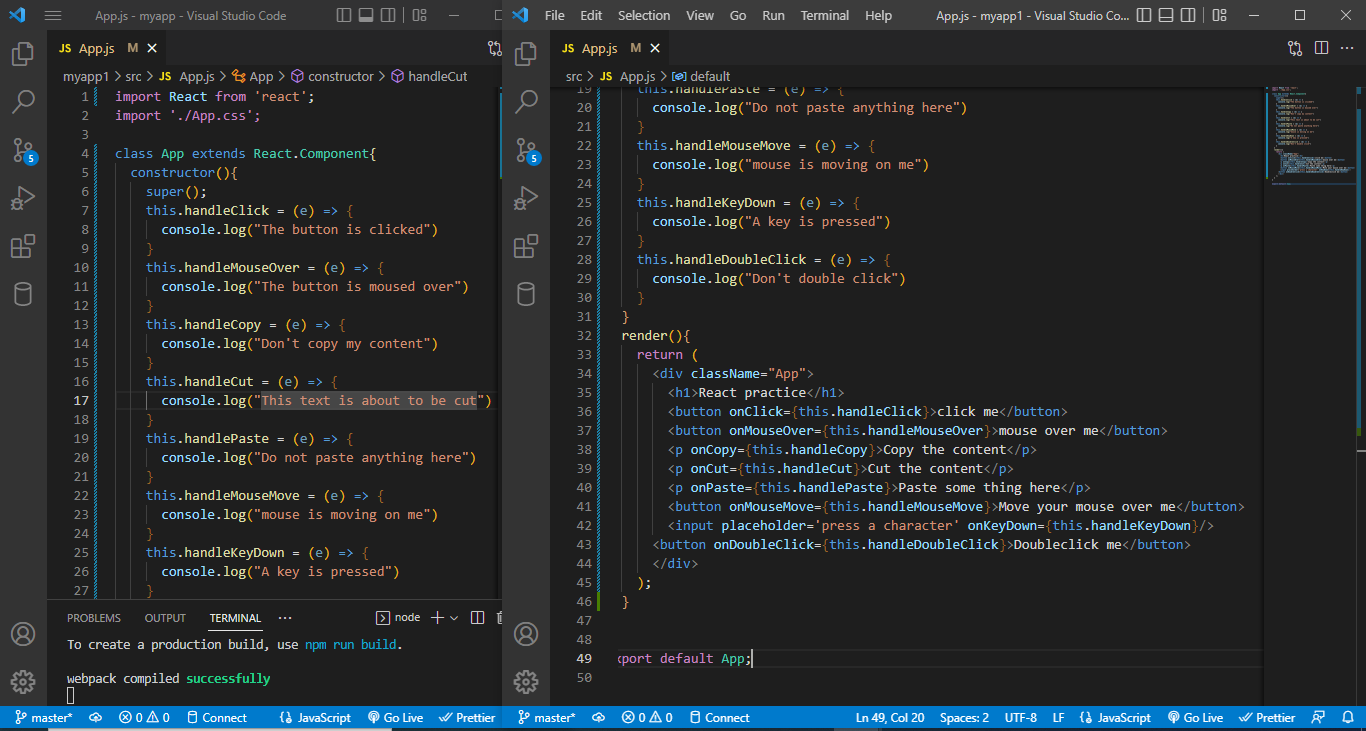 App.js - myapp - Visual Studio Code
JS App.js M
myapp1 > src > JS App.js > App > constructor > handleCut
1 import React from 'react';
2 import './App.css';
3
4 class App extends React.Component{
5 constructor(){
6 super();
7 this.handleClick = (e) => {
8 console.log("The button is clicked")
9 }
10 this.handleMouseOver = (e) => {
11 console.log("The button is moused over")
12 }
13 this.handleCopy = (e) => {
14 console.log("Don't copy my content")
15 }
16 this.handleCut = (e) => {
17 console.log("This text is about to be cut")
18 }
19 this.handlePaste = (e) => {
20 console.log("Do not paste anything here")
21 }
22 this.handleMouseMove = (e) => {
23 console.log("mouse is moving on me")
24 }
25 this.handleKeyDown = (e) => {
26 console.log("A key is pressed")
27 }
5
PROBLEMS OUTPUT TERMINAL ··· node
To create a production build, use npm run build.
webpack compiled successfully
master* 0 0 Connect {} JavaScript Go Live Prettier
File Edit Selection View Go Run Terminal Help App.js - myapp1 - Visual Studio Co...
JS App.js M
src > JS App.js > default
19 this.handlePaste = (e) => {
20 console.log("Do not paste anything here")
21 }
22 this.handleMouseMove = (e) => {
23 console.log("mouse is moving on me")
24 }
25 this.handleKeyDown = (e) => {
26 console.log("A key is pressed")
27 }
28 this.handleDoubleClick = (e) => {
29 console.log("Don't double click")
30 }
31 }
32 render(){
33 return (
34 <div className="App">
35 <h1>React practice</h1>
36 <button onClick={this.handleClick}>click me</button>
37 <button onMouseOver={this.handleMouseOver}>mouse over me</button>
38 <p onCopy={this.handleCopy}>Copy the content</p>
39 <p onCut={this.handleCut}>Cut the content</p>
40 <p onPaste={this.handlePaste}>Paste some thing here</p>
41 <button onMouseMove={this.handleMouseMove}>Move your mouse over me</button>
42 <input placeholder='press a character' onKeyDown={this.handleKeyDown}/>
43 <button onDoubleClick={this.handleDoubleClick}>Doubleclick me</button>
44 </div>
45 );
46 }
47
48
49 xport default App;
50
5
master* 0 0 Connect Ln 49, Col 20 Spaces: 2 UTF-8 LF {} JavaScript Go Live Prettier